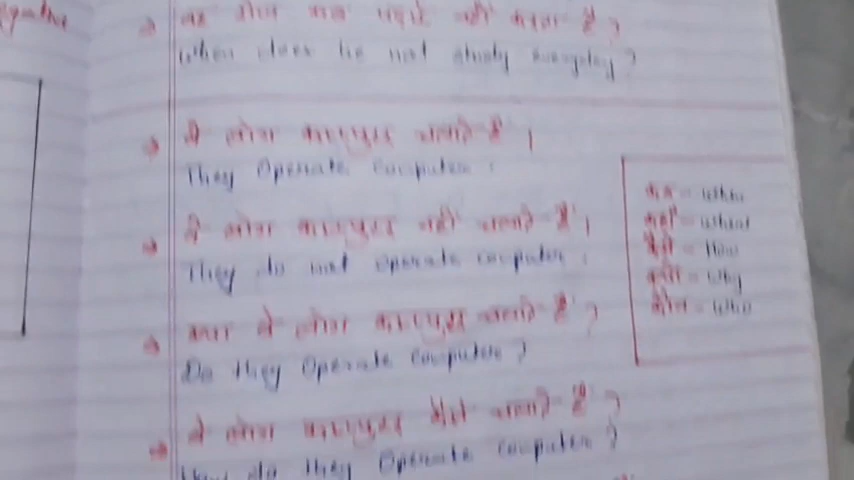 वह रोज कब पढ़ाई नहीं करता है ?
When does he not study everyday ?
वे लोग कम्प्युटर चलाते हैं ।
They Operate Computer .
वे लोग कम्प्युटर नहीं चलाते हैं ।
They do not operate computer .
क्या वे लोग कम्प्युटर चलाते हैं ?
Do they Operate Computer ?
वे लोग कम्प्युटर कैसे चलाते हैं ?
How do they Operate Computer ?
कब = When
कहाँ =
कैसे = How
क्यों = Why
कौन = Who